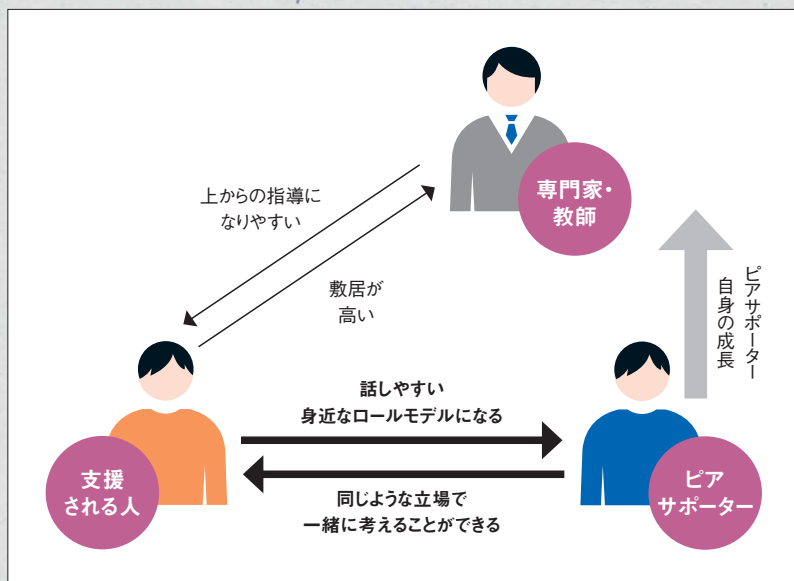 専門家・
教師
上からの指導に
なりやすい
敷居が
高い
ピアサポーター
自身の成長
話しやすい
身近なロールモデルになる
支援
される人
ピア
サポーター
同じような立場で
一緒に考えることができる